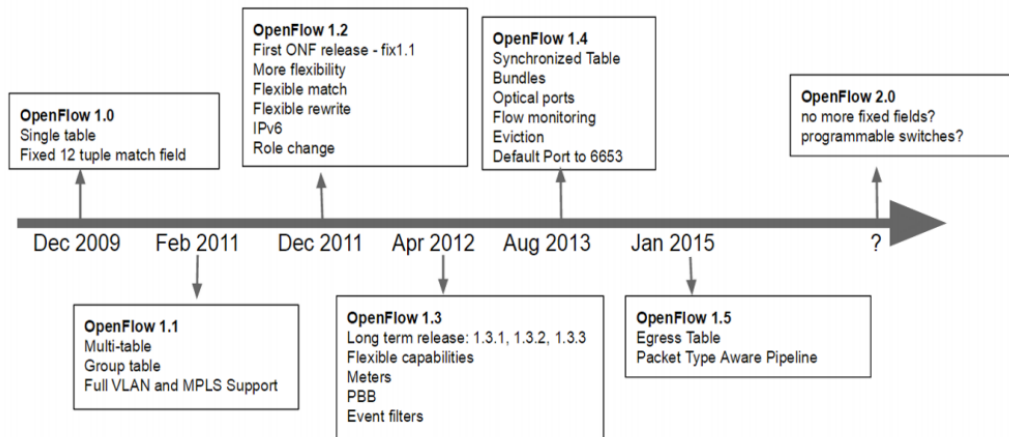 OpenFlow 1.0
Single table
Fixed 12 tuple match field
OpenFlow 1.2
First ONF release - fix1.1
More flexibility
Flexible match
Flexible rewrite
IPv6
Role change
OpenFlow 1.4
Synchronized Table
Bundles
Optical ports
Flow monitoring
Eviction
Default Port to 6653
OpenFlow 2.0
no more fixed fields?
programmable switches?
Dec 2009 Feb 2011 Dec 2011 Apr 2012 Aug 2013 Jan 2015 ?
OpenFlow 1.1
Multi-table
Group table
Full VLAN and MPLS Support
OpenFlow 1.3
Long term release: 1.3.1, 1.3.2, 1.3.3
Flexible capabilities
Meters
PBB
Event filters
OpenFlow 1.5
Egress Table
Packet Type Aware Pipeline